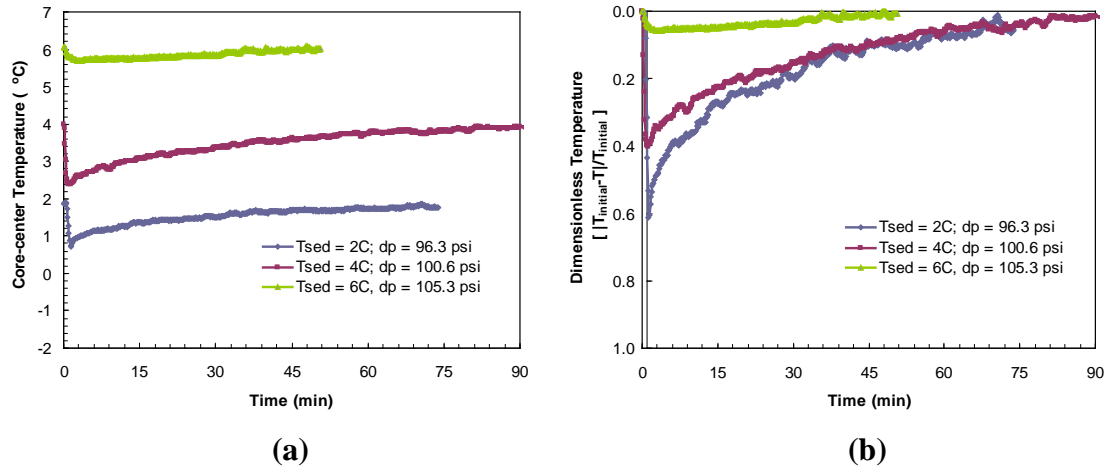 7
6
5
4
3
2
1
0
-1
-2
Core-center Temperature ( ºC)
Tsed = 2C; dp = 96.3 psi
Tsed = 4C; dp = 100.6 psi
Tsed = 6C, dp = 105.3 psi
0 15 30 45 60 75 90
Time (min)
(a)
0.0
0.2
0.4
0.6
0.8
1.0
Dimensionless Temperature
[ |Tinitial-T|/Tinitial ]
Tsed = 2C; dp = 96.3 psi
Tsed = 4C; dp = 100.6 psi
Tsed = 6C, dp = 105.3 psi
0 15 30 45 60 75 90
Time (min)
(b)